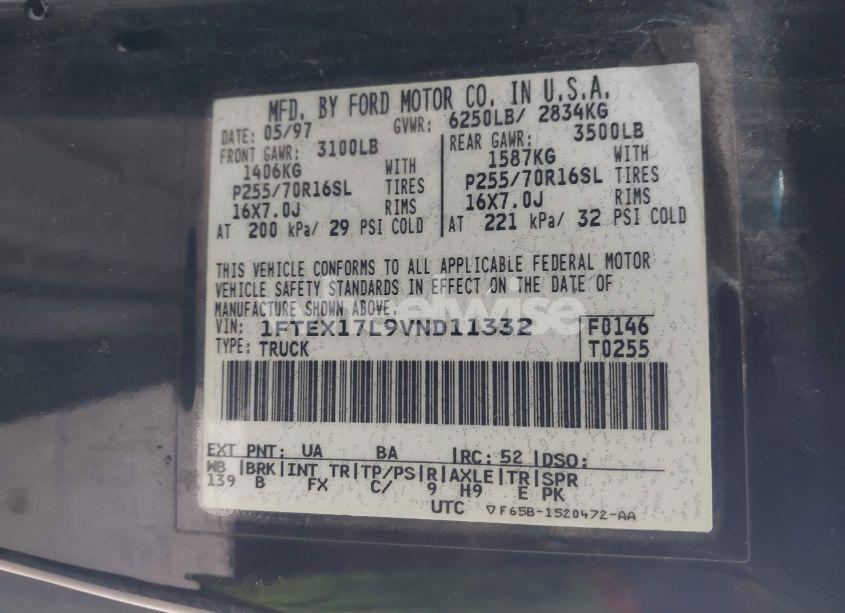 MFD. BY FORD MOTOR CO. IN U.S.A.
DATE: 05/97 GVWR: 6250LB/ 2834KG
FRONT GAWR: 3100LB REAR GAWR: 3500LB
1406KG WITH 1587KG WITH
P255/70R16SL TIRES P255/70R16SL TIRES
16X7.0J RIMS 16X7.0J RIMS
AT 200 kPa/ 29 PSI COLD AT 221 kPa/ 32 PSI COLD
THIS VEHICLE CONFORMS TO ALL APPLICABLE FEDERAL MOTOR
VEHICLE SAFETY STANDARDS IN EFFECT ON THE DATE OF
MANUFACTURE SHOWN ABOVE.
VIN: 1FTEX17L9VND11332 F0146
TYPE: TRUCK T0255
EXT PNT: UA BA RC: 52 DSO:
WB BRK INT TR TP/PS R AXLE TR SPR
139 B FX C/ 9 H9 E PK
UTC ▽F65B-1520472-AA